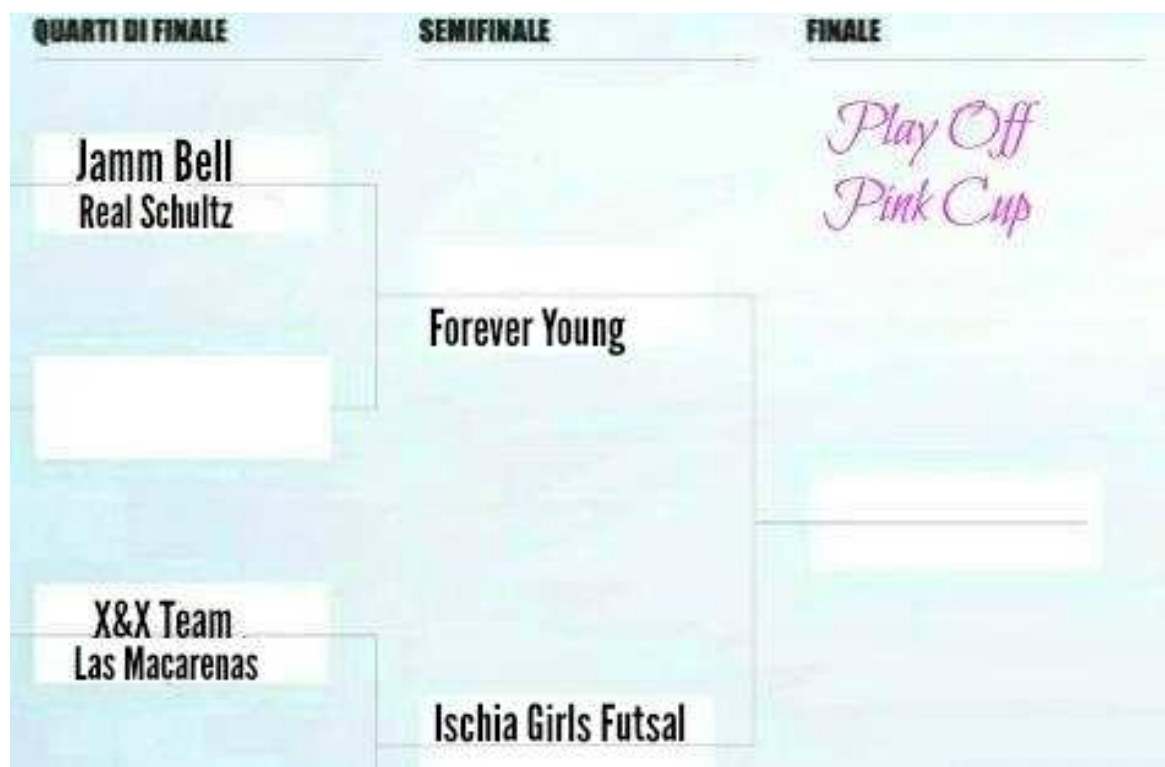 QUARTI DI FINALE
SEMIFINALE
FINALE
Play Off
Pink Cup
Jamm Bell
Real Schultz
Forever Young
X&X Team
Las Macarenas
Ischia Girls Futsal